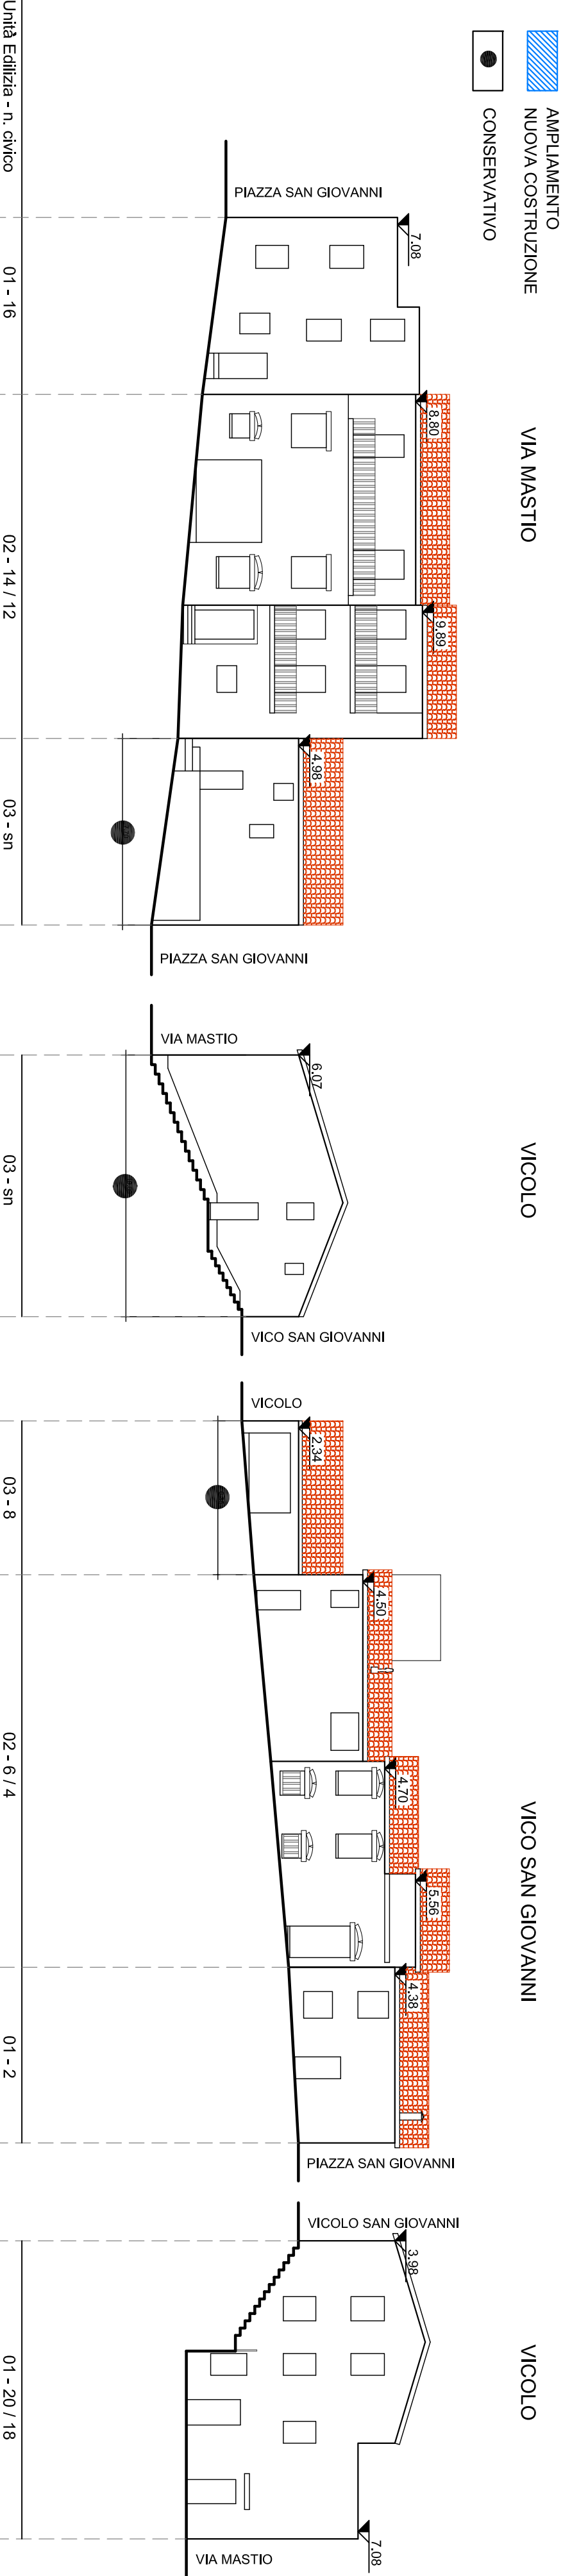 AMPLIAMENTO
NUOVA COSTRUZIONE
CONSERVATIVO
VIA MASTIO
PIAZZA SAN GIOVANNI
7.08
8.80
9.89
4.98
PIAZZA SAN GIOVANNI
Unità Edilizia - n. civico
01 - 16
02 - 14 / 12
03 - sn
VICOLO
VIA MASTIO
6.07
VICO SAN GIOVANNI
03 - sn
VICO SAN GIOVANNI
VICOLO
2.34
4.50
4.70
5.56
4.38
PIAZZA SAN GIOVANNI
03 - 8
02 - 6 / 4
01 - 2
VICOLO
VICOLO SAN GIOVANNI
3.98
7.08
VIA MASTIO
01 - 20 / 18